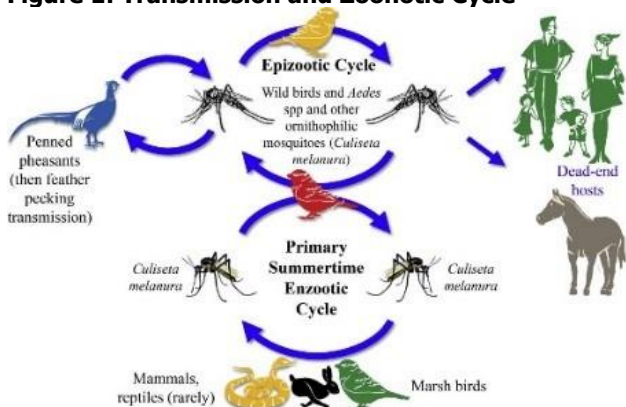 Figure 1. Transmission and Zoonotic Cycle
Epizootic Cycle
Wild birds and Aedes
spp and other
ornithophilic
mosquitoes (Culiseta
melanura)
Penned
pheasants
(then feather
pecking
transmission)
Dead-end
hosts
Culiseta
melanura
Primary
Summertime
Enzootic
Cycle
Culiseta
melanura
Mammals,
reptiles (rarely)
Marsh birds